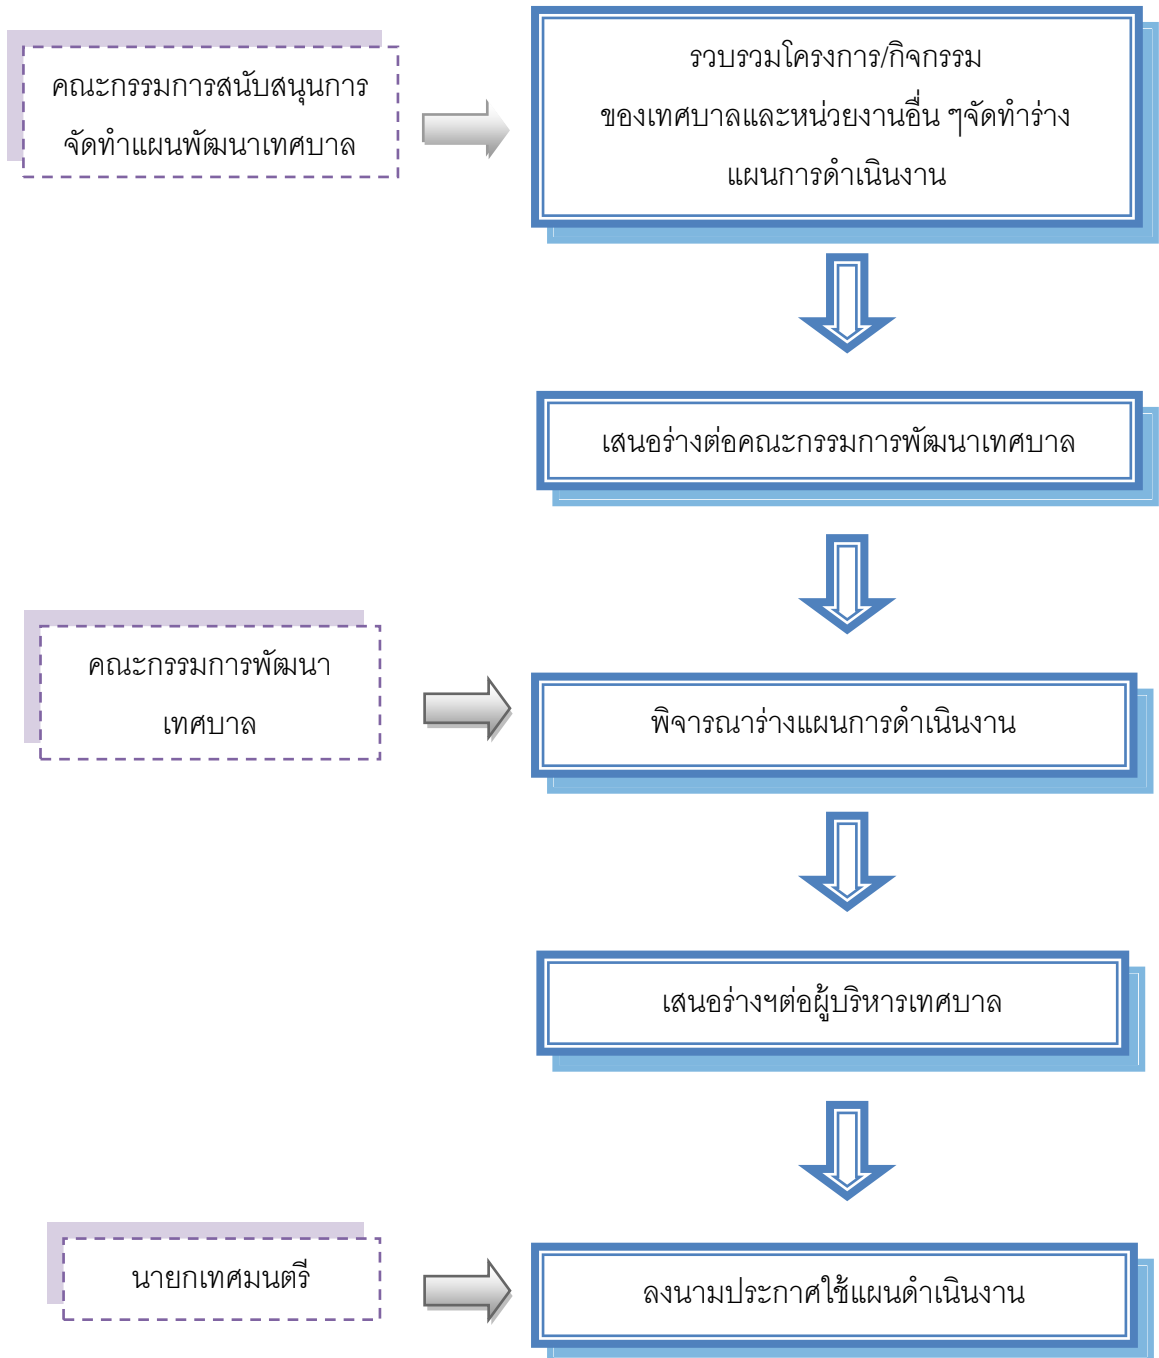 คณะกรรมการสนับสนุนการ
จัดทำแผนพัฒนาเทศบาล
รวบรวมโครงการ/กิจกรรม
ของเทศบาลและหน่วยงานอื่น ๆจัดทำร่าง
แผนการดำเนินงาน
เสนอร่างต่อคณะกรรมการพัฒนาเทศบาล
คณะกรรมการพัฒนา
เทศบาล
พิจารณาร่างแผนการดำเนินงาน
เสนอร่างฯต่อผู้บริหารเทศบาล
นายกเทศมนตรี
ลงนามประกาศใช้แผนดำเนินงาน